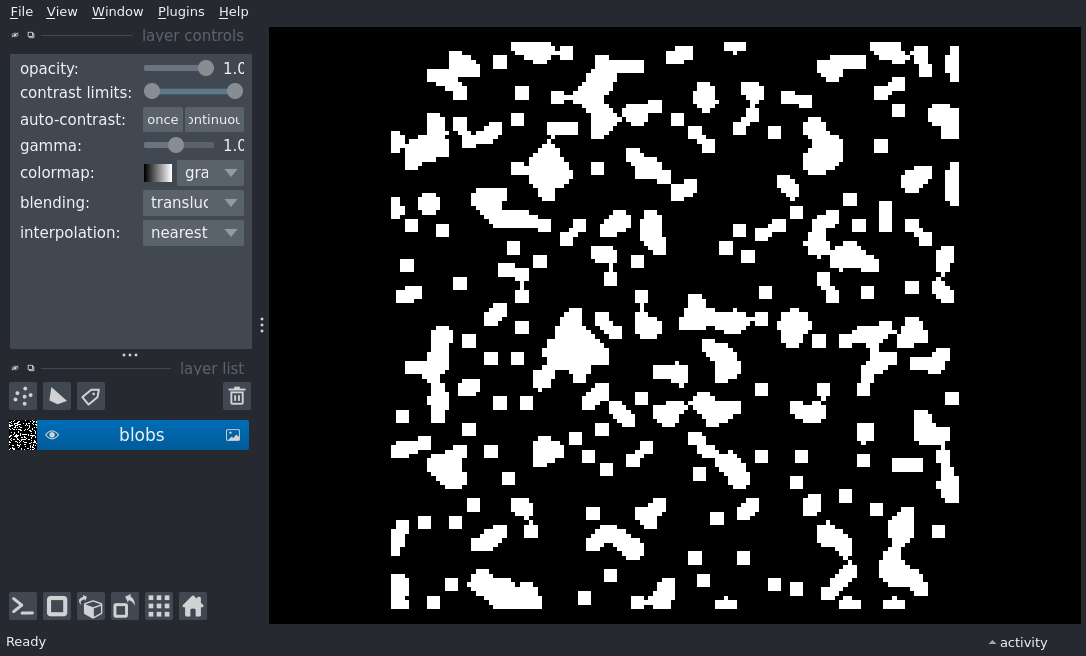 File View Window Plugins Help
layer controls
opacity: 1.0
contrast limits:
auto-contrast: once ontinuou
gamma: 1.0
colormap: gra
blending: transluc
interpolation: nearest
layer list
blobs
Ready
activity